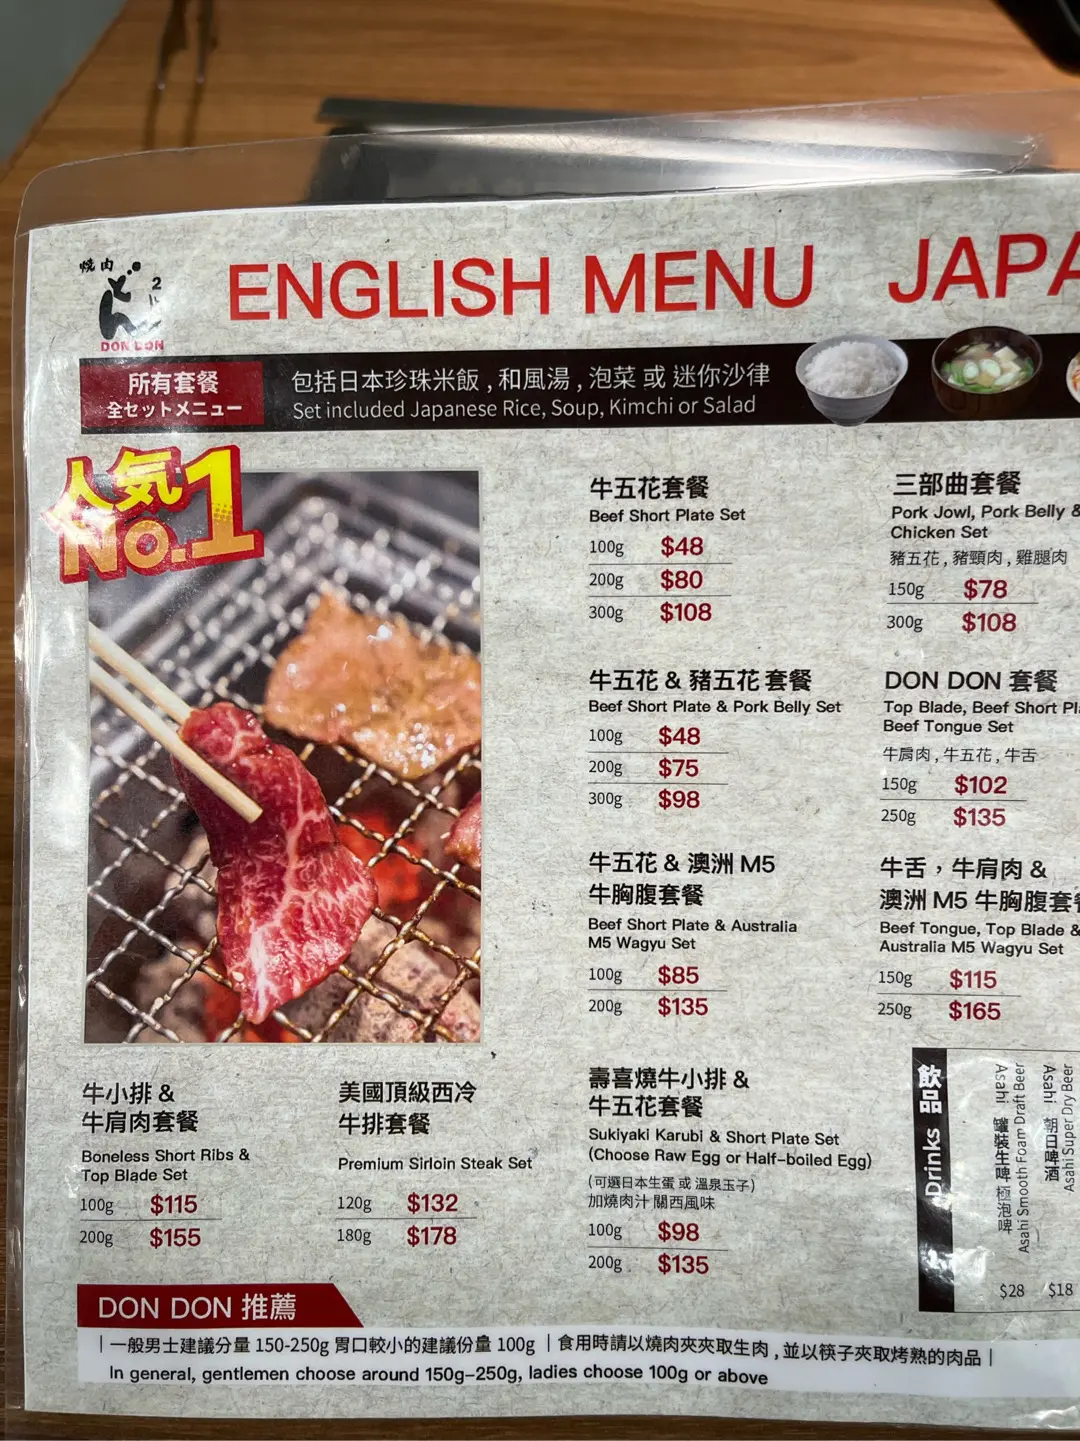 焼肉
どん
DON DON
ENGLISH MENU
所有套餐
全セットメニュー
包括日本珍珠米飯 , 和風湯 , 泡菜 或 迷你沙律
Set included Japanese Rice, Soup, Kimchi or Salad
人気
No.1
牛五花套餐
Beef Short Plate Set
100g $48
200g $80
300g $108
牛五花 & 豬五花 套餐
Beef Short Plate & Pork Belly Set
100g $48
200g $75
300g $98
牛五花 & 澳洲 M5
牛胸腹套餐
Beef Short Plate & Australia
M5 Wagyu Set
100g $85
200g $135
壽喜燒牛小排 &
牛五花套餐
Sukiyaki Karubi & Short Plate Set
(Choose Raw Egg or Half-boiled Egg)
(可選日本生蛋 或 溫泉玉子)
加燒肉汁 關西風味
100g $98
200g $135
三部曲套餐
Pork Jowl, Pork Belly &
Chicken Set
豬五花 , 豬頸肉 , 雞腿肉
150g $78
300g $108
DON DON 套餐
Top Blade, Beef Short
Beef Tongue Set
牛肩肉 , 牛五花 , 牛舌
150g $102
250g $135
牛舌，牛肩肉 &
澳洲 M5 牛胸腹套餐
Beef Tongue, Top Blade &
Australia M5 Wagyu Set
150g $115
250g $165
牛小排 &
牛肩肉套餐
Boneless Short Ribs &
Top Blade Set
100g $115
200g $155
美國頂級西冷
牛排套餐
Premium Sirloin Steak Set
120g $132
180g $178
飲品 Drinks
Asahi 罐裝生啤 極泡啤
Asahi Smooth Foam Draft Beer
$28
Asahi 朝日啤酒
Asahi Super Dry Beer
$18
DON DON 推薦
| 一般男士建議分量 150-250g 胃口較小的建議份量 100g | 食用時請以燒肉夾夾取生肉 , 並以筷子夾取烤熟的肉品 |
In general, gentlemen choose around 150g–250g, ladies choose 100g or above